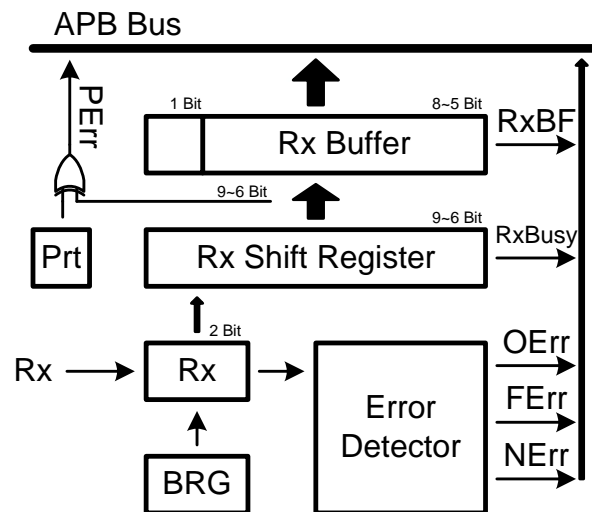 APB Bus
PErr
1 Bit
8~5 Bit
Rx Buffer
RxBF
9~6 Bit
9~6 Bit
Prt
Rx Shift Register
RxBusy
2 Bit
Rx
Rx
Error
Detector
OErr
FErr
NErr
BRG